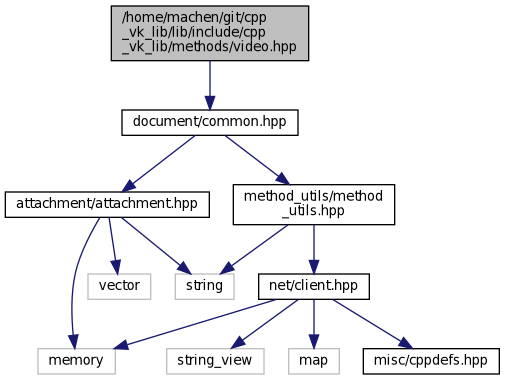 /home/machen/git/cpp
_vk_lib/lib/include/cpp
_vk_lib/methods/video.hpp
document/common.hpp
attachment/attachment.hpp
method_utils/method
_utils.hpp
vector
string
net/client.hpp
memory
string_view
map
misc/cppdefs.hpp